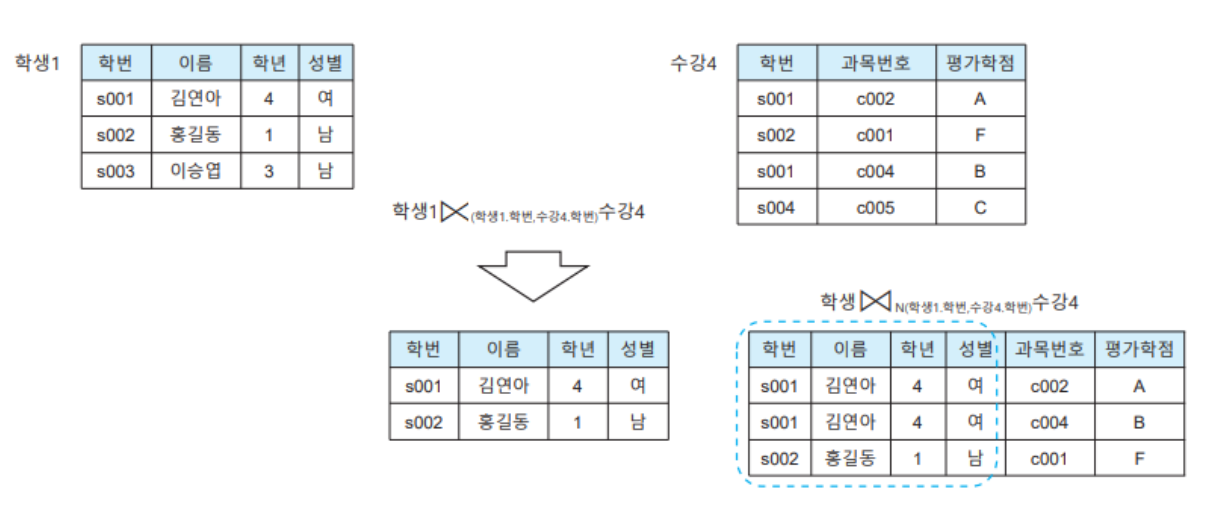 학생1
학번 이름 학년 성별
s001 김연아 4 여
s002 홍길동 1 남
s003 이승엽 3 남
수강4
학번 과목번호 평가학점
s001 c002 A
s002 c001 F
s001 c004 B
s004 c005 C
학생1⋉(학생1.학번,수강4.학번)수강4
학번 이름 학년 성별
s001 김연아 4 여
s002 홍길동 1 남
학생⋈N(학생1.학번,수강4.학번)수강4
학번 이름 학년 성별 과목번호 평가학점
s001 김연아 4 여 c002 A
s001 김연아 4 여 c004 B
s002 홍길동 1 남 c001 F